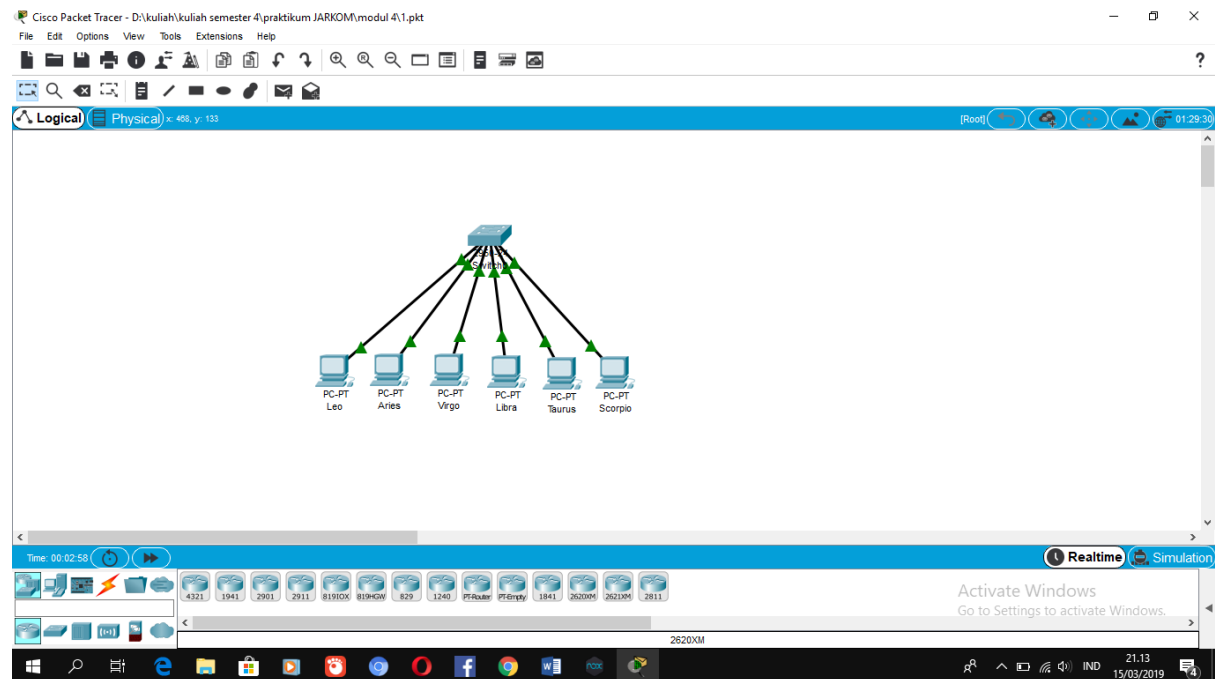 Cisco Packet Tracer - D:\kuliah\kuliah semester 4\praktikum JARKOM\modul 4\1.pkt
File Edit Options View Tools Extensions Help
?
Logical Physical x: 468, y: 133 [Root] 01:29:30
PC-PT PC-PT PC-PT PC-PT PC-PT PC-PT
Leo Aries Virgo Libra Taurus Scorpio
Time: 00:02:58 Realtime Simulation
4321 1941 2901 2911 819IOX 819HGW 829 1240 PT-Router PT-Empty 1841 2620XM 2621XM 2811
Activate Windows
Go to Settings to activate Windows.
2620XM
nox IND 21.13
15/03/2019 4